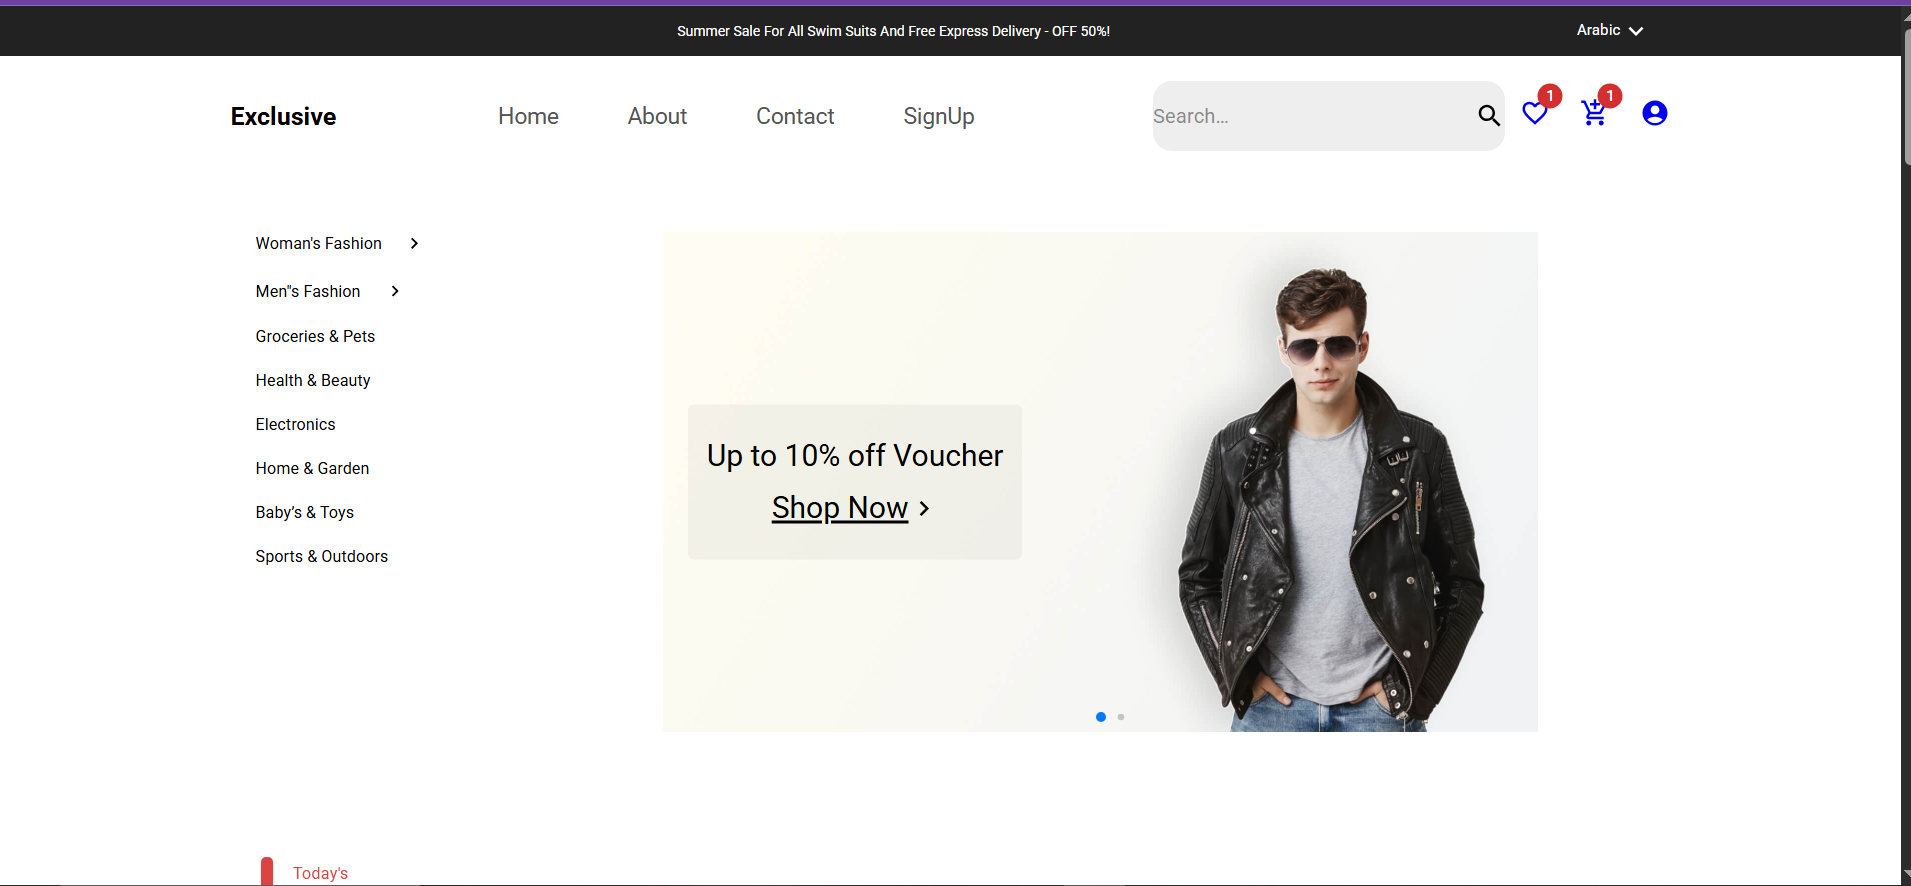 Summer Sale For All Swim Suits And Free Express Delivery - OFF 50%!
Arabic
Exclusive
Home
About
Contact
SignUp
Search...
1
1
Woman's Fashion
Men"s Fashion
Groceries & Pets
Health & Beauty
Electronics
Home & Garden
Baby’s & Toys
Sports & Outdoors
Up to 10% off Voucher
Shop Now
Today's